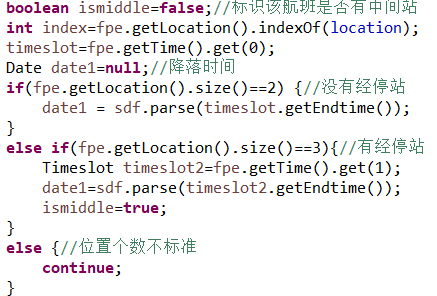 boolean ismiddle=false;//标识该航班是否有中间站
int index=fpe.getLocation().indexOf(location);
timeslot=fpe.getTime().get(0);
Date date1=null;//降落时间
if(fpe.getLocation().size()==2) {//没有经停站
    date1 = sdf.parse(timeslot.getEndtime());
}
else if(fpe.getLocation().size()==3){//有经停站
    Timeslot timeslot2=fpe.getTime().get(1);
    date1=sdf.parse(timeslot2.getEndtime());
    ismiddle=true;
}
else {//位置个数不标准
    continue;
}